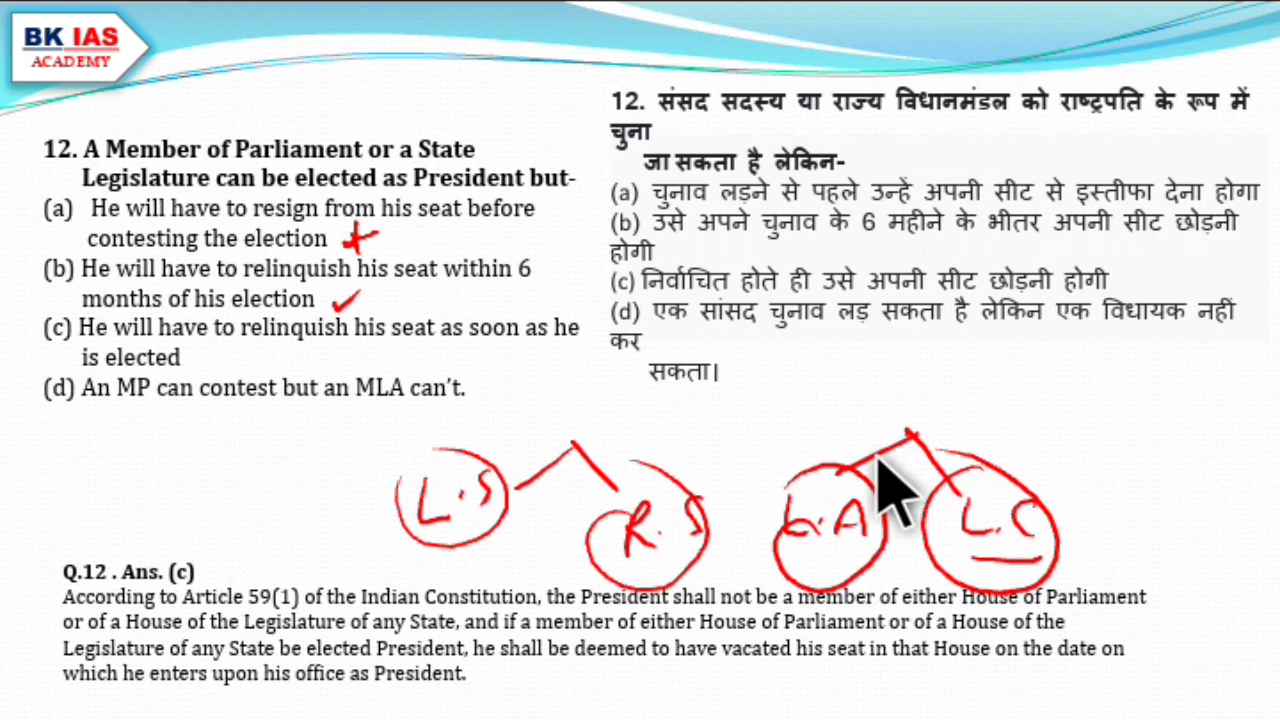 BK IAS
ACADEMY
12. A Member of Parliament or a State
Legislature can be elected as President but-
(a) He will have to resign from his seat before
contesting the election
(b) He will have to relinquish his seat within 6
months of his election
(c) He will have to relinquish his seat as soon as he
is elected
(d) An MP can contest but an MLA can't.
12. संसद सदस्य या राज्य विधानमंडल को राष्ट्रपति के रूप में
चुना
जा सकता है लेकिन-
(a) चुनाव लड़ने से पहले उन्हें अपनी सीट से इस्तीफा देना होगा
(b) उसे अपने चुनाव के 6 महीने के भीतर अपनी सीट छोड़नी
होगी
(c) निर्वाचित होते ही उसे अपनी सीट छोड़नी होगी
(d) एक सांसद चुनाव लड़ सकता है लेकिन एक विधायक नहीं
कर
सकता।
L.S R.S L.A L.C
Q.12 . Ans. (c)
According to Article 59(1) of the Indian Constitution, the President shall not be a member of either House of Parliament
or of a House of the Legislature of any State, and if a member of either House of Parliament or of a House of the
Legislature of any State be elected President, he shall be deemed to have vacated his seat in that House on the date on
which he enters upon his office as President.